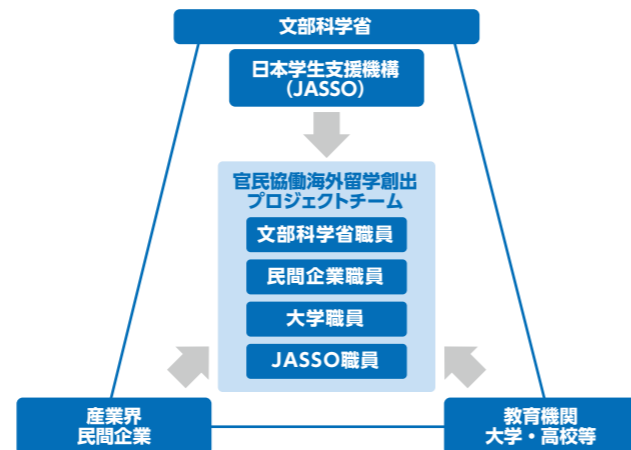 文部科学省
日本学生支援機構
（JASSO）
官民協働海外留学創出
プロジェクトチーム
文部科学省職員
民間企業職員
大学職員
JASSO職員
産業界
民間企業
教育機関
大学・高校等